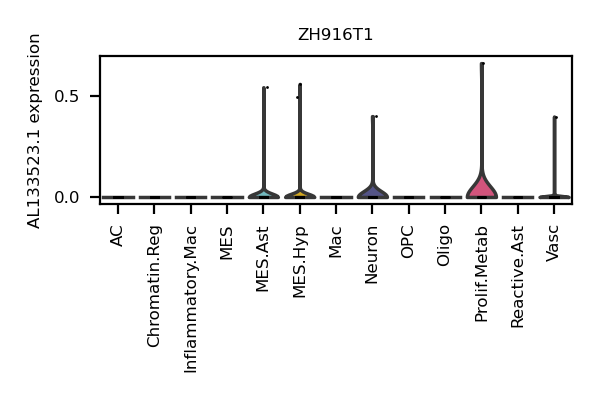 ZH916T1
AL133523.1 expression
0.5
0.0
AC
Chromatin.Reg
Inflammatory.Mac
MES
MES.Ast
MES.Hyp
Mac
Neuron
OPC
Oligo
Prolif.Metab
Reactive.Ast
Vasc